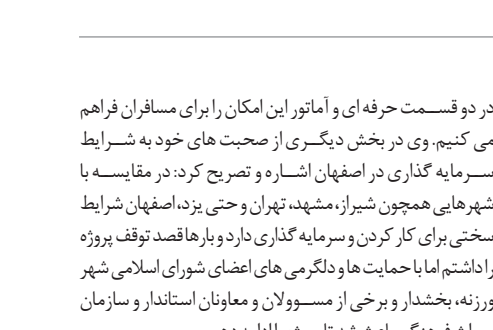 در دو قسمت حرفه ای و آماتور این امکان را برای مسافران فراهم
می کنیم. وی در بخش دیگری از صحبت های خود به شرایط
سرمایه گذاری در اصفهان اشاره و تصریح کرد: در مقایسه با
شهرهایی همچون شیراز، مشهد، تهران و حتی یزد، اصفهان شرایط
سختی برای کار کردن و سرمایه گذاری دارد و بارها قصد توقف پروژه
را داشتم اما با حمایت ها و دلگرمی های اعضای شورای اسلامی شهر
ورزنه، بخشدار و برخی از مسوولان و معاونان استاندار و سازمان